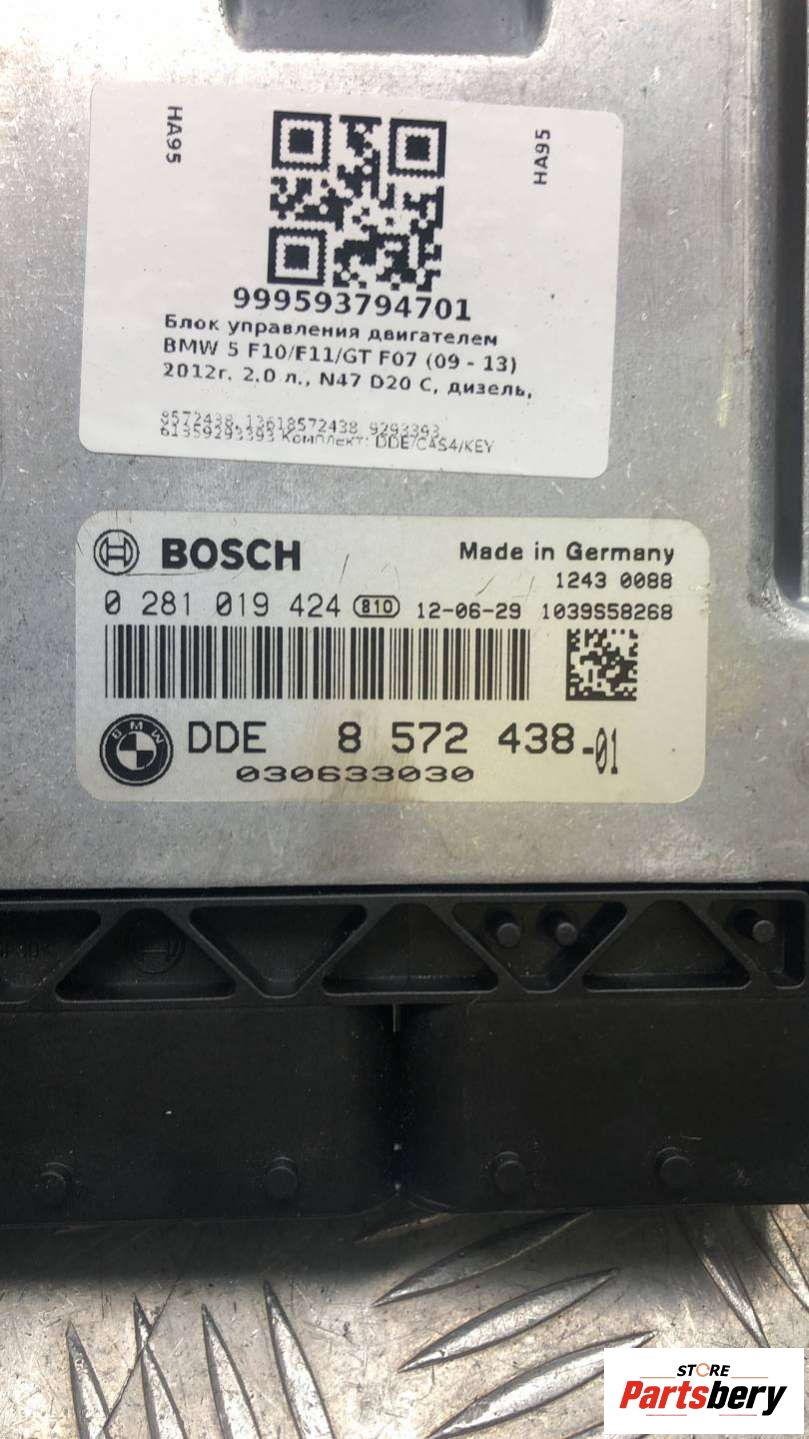 HA95
HA95
999593794701
Блок управления двигателем
BMW 5 F10/F11/GT F07 (09 - 13)
2012г. 2.0 л., N47 D20 C, дизель,
8572438,13618572438 9293393
61359293393 Комплект: DDE/CAS4/KEY
BOSCH
Made in Germany
1243 0088
0 281 019 424 810 12-06-29 1039S58268
BMW
DDE 8 572 438-01
030633030
STORE
Partsbery